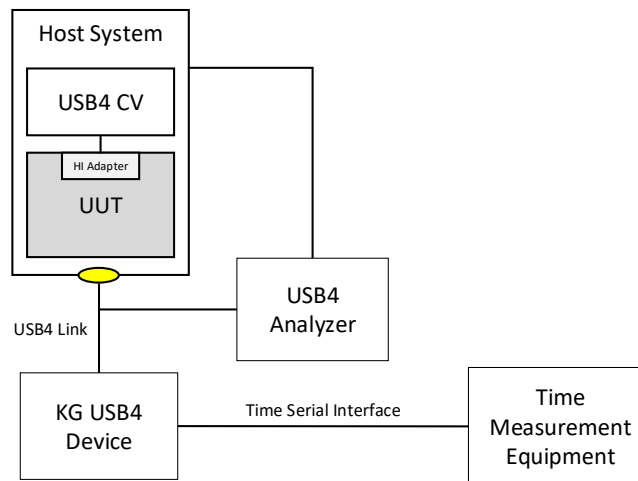 Host System
USB4 CV
HI Adapter
UUT
USB4
Analyzer
USB4 Link
KG USB4
Device
Time Serial Interface
Time
Measurement
Equipment